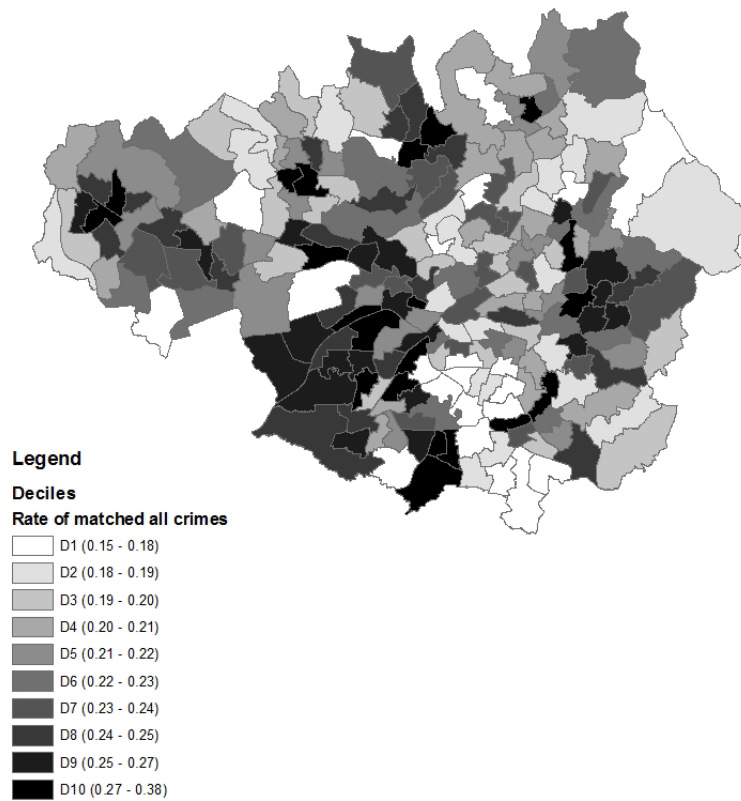 Legend
Deciles
Rate of matched all crimes
D1 (0.15 - 0.18)
D2 (0.18 - 0.19)
D3 (0.19 - 0.20)
D4 (0.20 - 0.21)
D5 (0.21 - 0.22)
D6 (0.22 - 0.23)
D7 (0.23 - 0.24)
D8 (0.24 - 0.25)
D9 (0.25 - 0.27)
D10 (0.27 - 0.38)